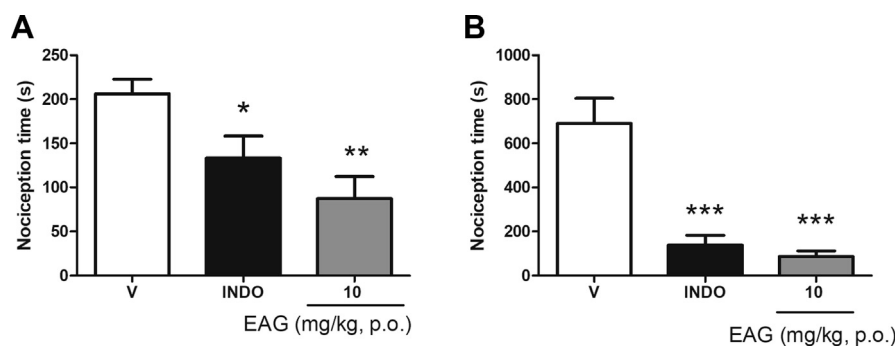 A
Nociception time (s)
250
200
150
100
50
0
*
**
V
INDO
10
EAG (mg/kg, p.o.)
B
Nociception time (s)
1000
800
600
400
200
0
***
***
V
INDO
10
EAG (mg/kg, p.o.)